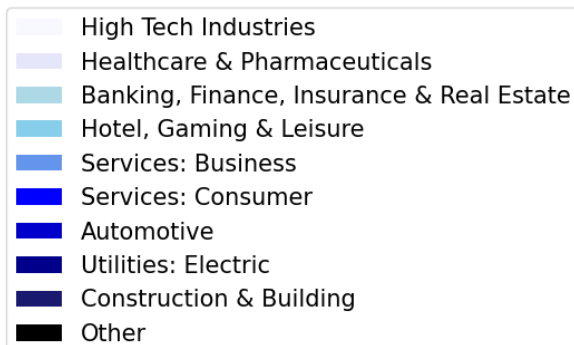 High Tech Industries
Healthcare & Pharmaceuticals
Banking, Finance, Insurance & Real Estate
Hotel, Gaming & Leisure
Services: Business
Services: Consumer
Automotive
Utilities: Electric
Construction & Building
Other